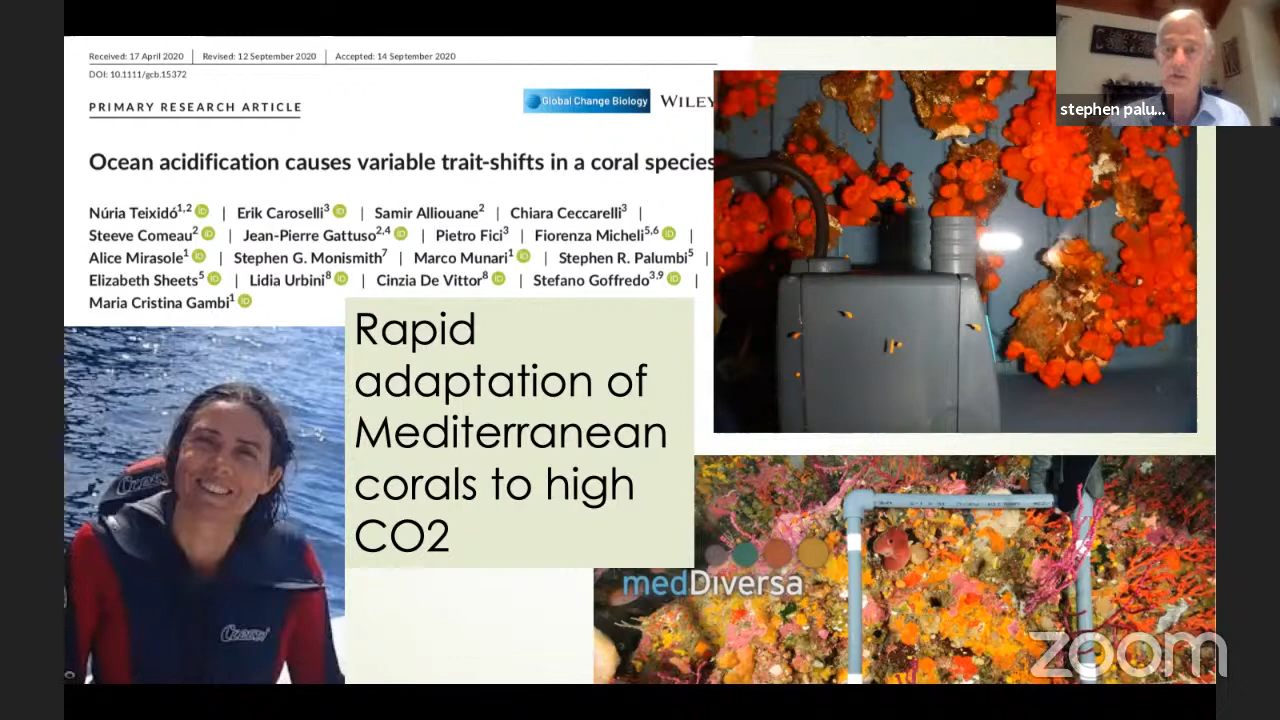 Received: 17 April 2020 | Revised: 12 September 2020 | Accepted: 14 September 2020
DOI: 10.1111/gcb.15372
PRIMARY RESEARCH ARTICLE
Global Change Biology WILEY
Ocean acidification causes variable trait-shifts in a coral species
Núria Teixidó1,2 | Erik Caroselli3 | Samir Alliouane2 | Chiara Ceccarelli3 |
Steeve Comeau2 | Jean-Pierre Gattuso2,4 | Pietro Fici3 | Fiorenza Micheli5,6 |
Alice Mirasole1 | Stephen G. Monismith7 | Marco Munari1 | Stephen R. Palumbi5 |
Elizabeth Sheets5 | Lidia Urbini8 | Cinzia De Vittor8 | Stefano Goffredo3,9 |
Maria Cristina Gambi1
stephen palu...
Rapid
adaptation of
Mediterranean
corals to high
CO2
Cressi
medDiversa
zoom